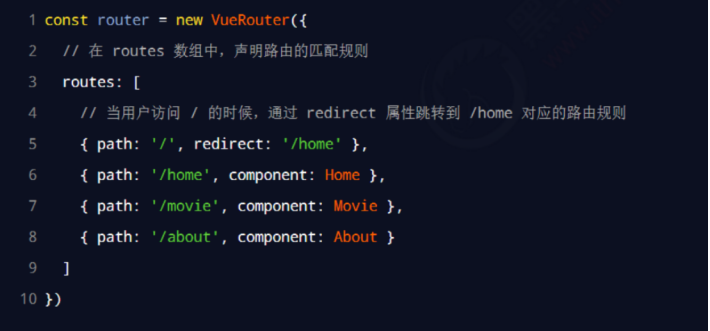 1 const router = new VueRouter({
2 // 在 routes 数组中，声明路由的匹配规则
3 routes: [
4 // 当用户访问 / 的时候，通过 redirect 属性跳转到 /home 对应的路由规则
5 { path: '/', redirect: '/home' },
6 { path: '/home', component: Home },
7 { path: '/movie', component: Movie },
8 { path: '/about', component: About }
9 ]
10 })